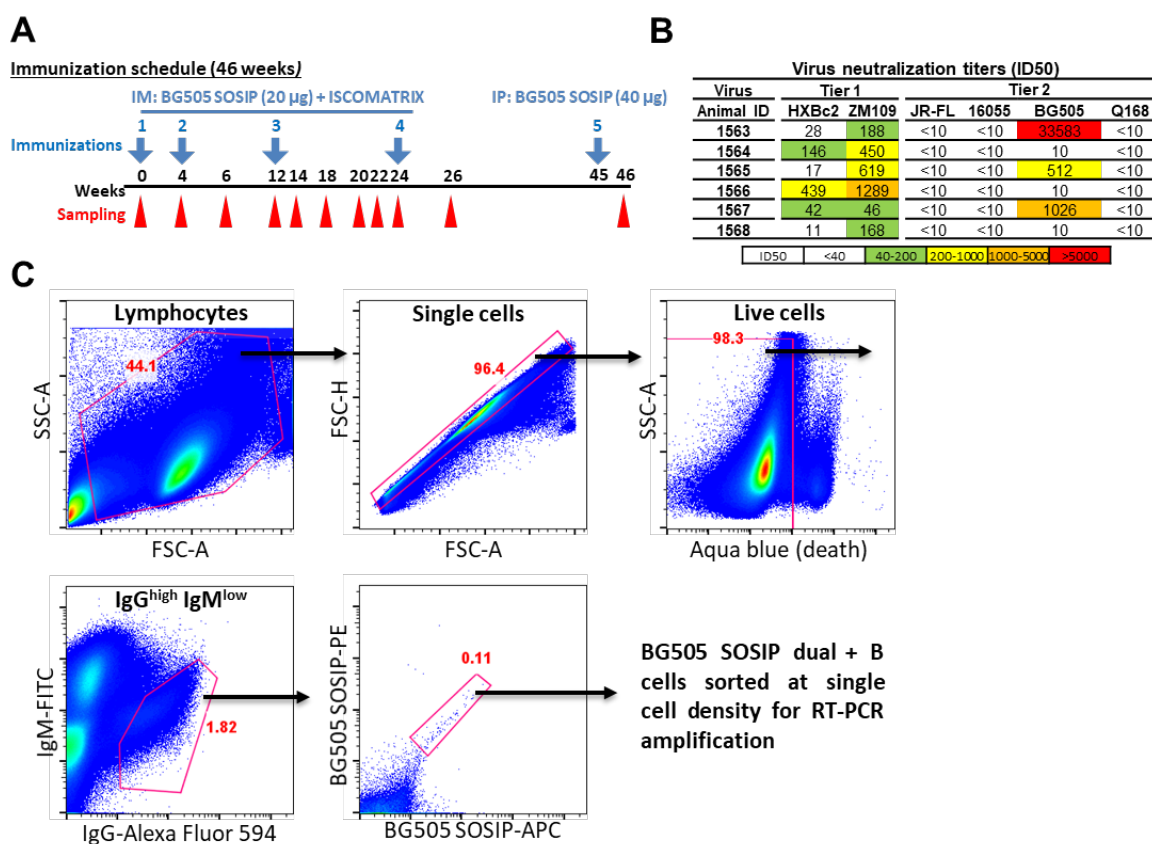 A
Immunization schedule (46 weeks)
IM: BG505 SOSIP (20 µg) + ISCOMATRIX
IP: BG505 SOSIP (40 µg)
1 2 3 4 5
Immunizations
Weeks 0 4 6 12 14 18 20 22 24 26 45 46
Sampling
B
Virus neutralization titers (ID50)
Virus Tier 1 Tier 2
Animal ID HXBc2 ZM109 JR-FL 16055 BG505 Q168
1563 28 188 <10 <10 33583 <10
1564 146 450 <10 <10 10 <10
1565 17 619 <10 <10 512 <10
1566 439 1289 <10 <10 10 <10
1567 42 46 <10 <10 1026 <10
1568 11 168 <10 <10 10 <10
ID50 <40 40-200 200-1000 1000-5000 >5000
C
Lymphocytes
44.1
SSC-A
FSC-A
Single cells
96.4
FSC-H
FSC-A
Live cells
98.3
SSC-A
Aqua blue (death)
IgGhigh IgMlow
1.82
IgM-FITC
IgG-Alexa Fluor 594
0.11
BG505 SOSIP-PE
BG505 SOSIP-APC
BG505 SOSIP dual + B
cells sorted at single
cell density for RT-PCR
amplification